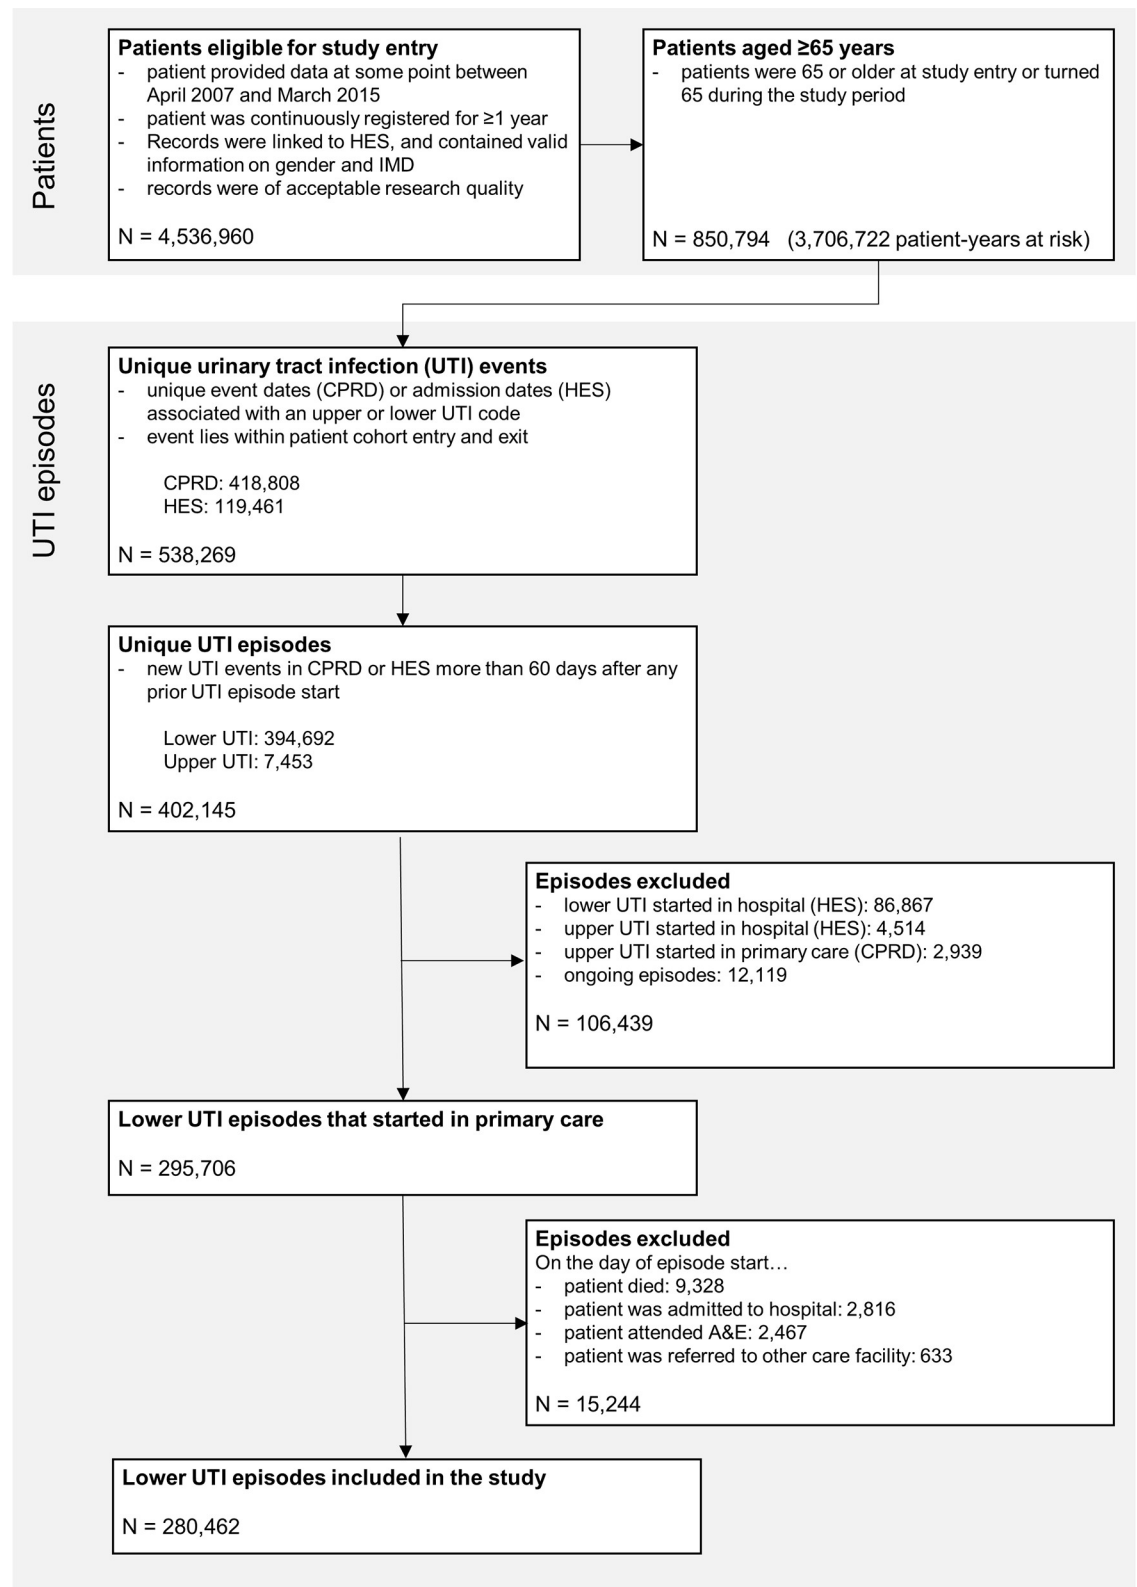 Patients
Patients eligible for study entry
- patient provided data at some point between
April 2007 and March 2015
- patient was continuously registered for ≥1 year
- Records were linked to HES, and contained valid
information on gender and IMD
- records were of acceptable research quality
N = 4,536,960
Patients aged ≥65 years
- patients were 65 or older at study entry or turned
65 during the study period
N = 850,794 (3,706,722 patient-years at risk)
UTI episodes
Unique urinary tract infection (UTI) events
- unique event dates (CPRD) or admission dates (HES)
associated with an upper or lower UTI code
- event lies within patient cohort entry and exit
CPRD: 418,808
HES: 119,461
N = 538,269
Unique UTI episodes
- new UTI events in CPRD or HES more than 60 days after any
prior UTI episode start
Lower UTI: 394,692
Upper UTI: 7,453
N = 402,145
Episodes excluded
- lower UTI started in hospital (HES): 86,867
- upper UTI started in hospital (HES): 4,514
- upper UTI started in primary care (CPRD): 2,939
- ongoing episodes: 12,119
N = 106,439
Lower UTI episodes that started in primary care
N = 295,706
Episodes excluded
On the day of episode start…
- patient died: 9,328
- patient was admitted to hospital: 2,816
- patient attended A&E: 2,467
- patient was referred to other care facility: 633
N = 15,244
Lower UTI episodes included in the study
N = 280,462